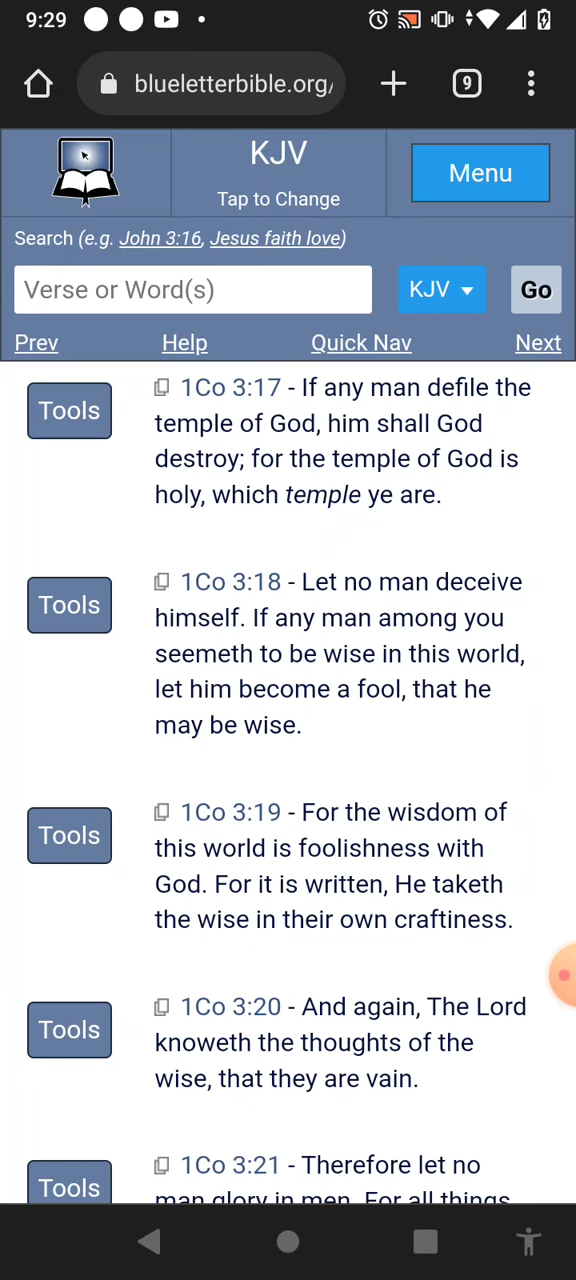 9:29
blueletterbible.org/
9
KJV
Tap to Change
Menu
Search (e.g. John 3:16, Jesus faith love)
Verse or Word(s)
KJV
Go
Prev
Help
Quick Nav
Next
Tools
1Co 3:17 - If any man defile the
temple of God, him shall God
destroy; for the temple of God is
holy, which temple ye are.
Tools
1Co 3:18 - Let no man deceive
himself. If any man among you
seemeth to be wise in this world,
let him become a fool, that he
may be wise.
Tools
1Co 3:19 - For the wisdom of
this world is foolishness with
God. For it is written, He taketh
the wise in their own craftiness.
Tools
1Co 3:20 - And again, The Lord
knoweth the thoughts of the
wise, that they are vain.
Tools
1Co 3:21 - Therefore let no
man glory in men. For all things